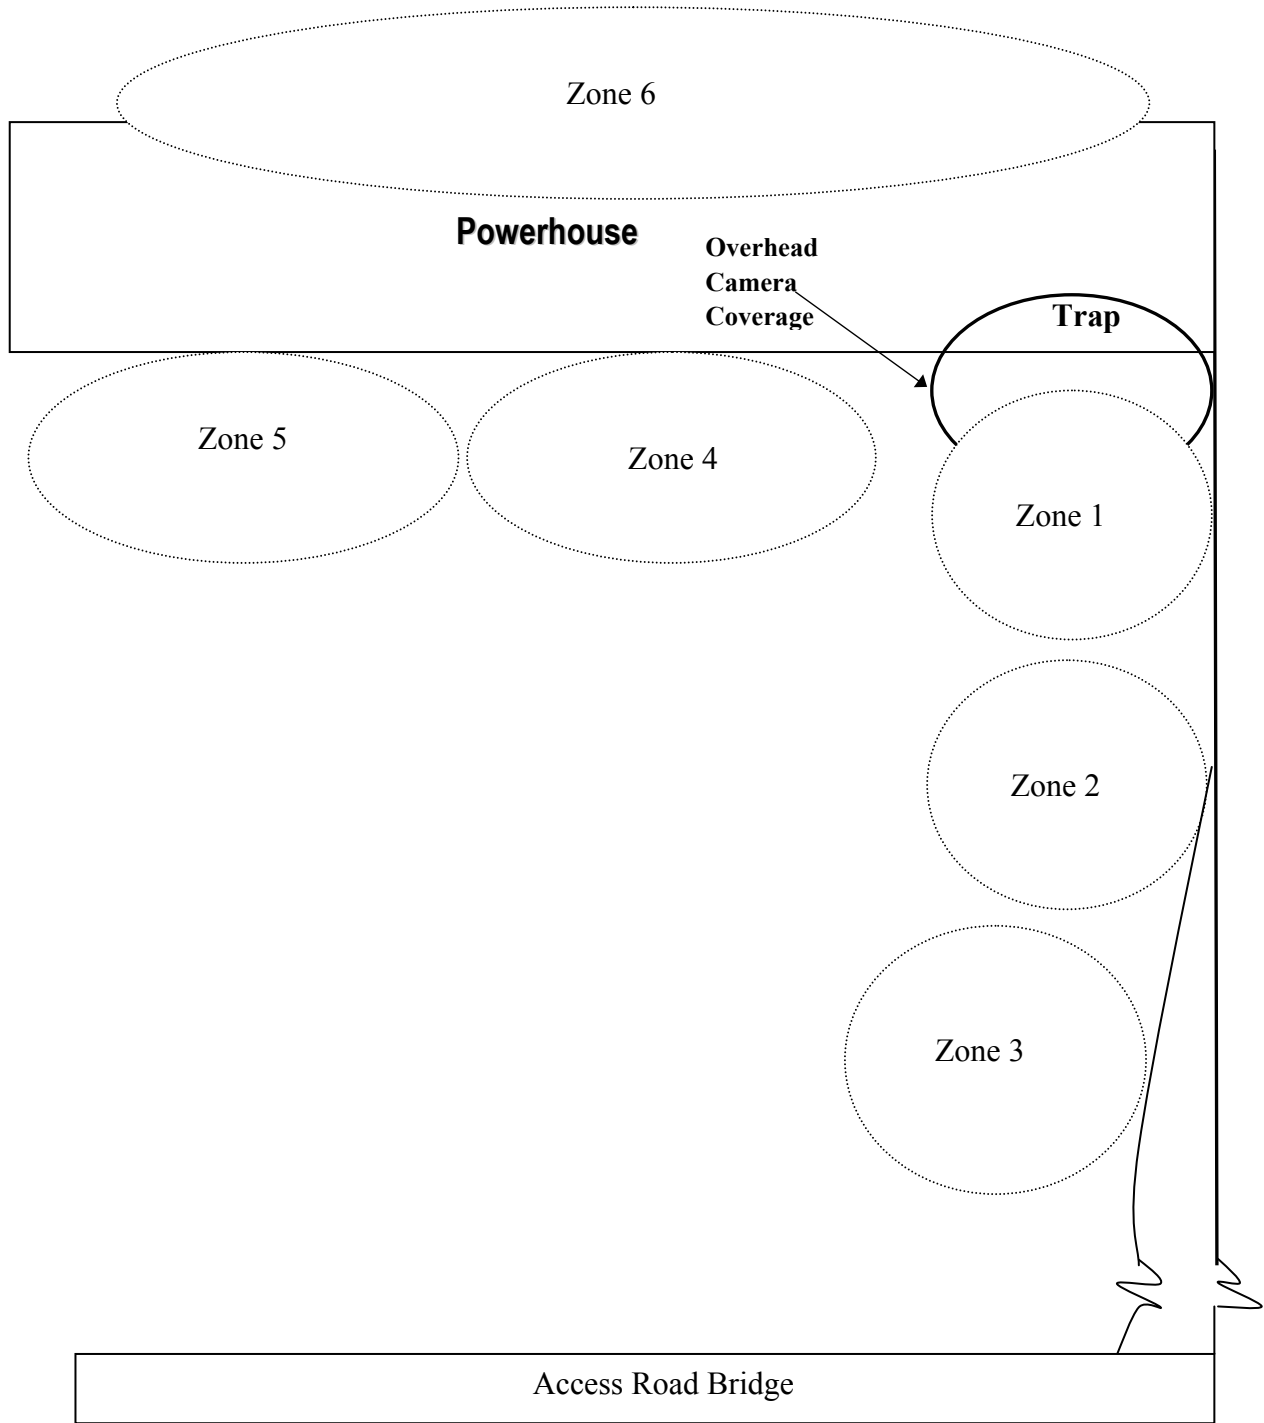 Zone 6
Powerhouse
Overhead
Camera
Coverage
Trap
Zone 5
Zone 4
Zone 1
Zone 2
Zone 3
Access Road Bridge